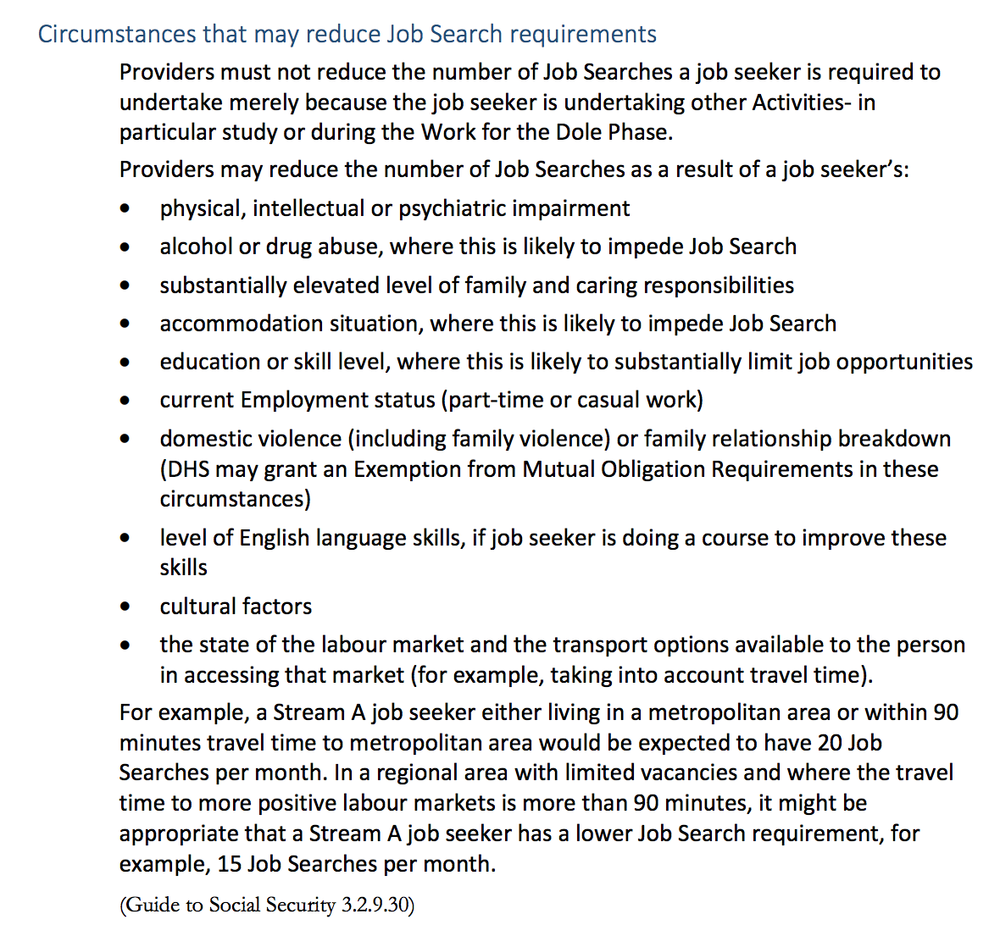 Circumstances that may reduce Job Search requirements
Providers must not reduce the number of Job Searches a job seeker is required to
undertake merely because the job seeker is undertaking other Activities- in
particular study or during the Work for the Dole Phase.
Providers may reduce the number of Job Searches as a result of a job seeker’s:
• physical, intellectual or psychiatric impairment
• alcohol or drug abuse, where this is likely to impede Job Search
• substantially elevated level of family and caring responsibilities
• accommodation situation, where this is likely to impede Job Search
• education or skill level, where this is likely to substantially limit job opportunities
• current Employment status (part-time or casual work)
• domestic violence (including family violence) or family relationship breakdown
(DHS may grant an Exemption from Mutual Obligation Requirements in these
circumstances)
• level of English language skills, if job seeker is doing a course to improve these
skills
• cultural factors
• the state of the labour market and the transport options available to the person
in accessing that market (for example, taking into account travel time).
For example, a Stream A job seeker either living in a metropolitan area or within 90
minutes travel time to metropolitan area would be expected to have 20 Job
Searches per month. In a regional area with limited vacancies and where the travel
time to more positive labour markets is more than 90 minutes, it might be
appropriate that a Stream A job seeker has a lower Job Search requirement, for
example, 15 Job Searches per month.
(Guide to Social Security 3.2.9.30)